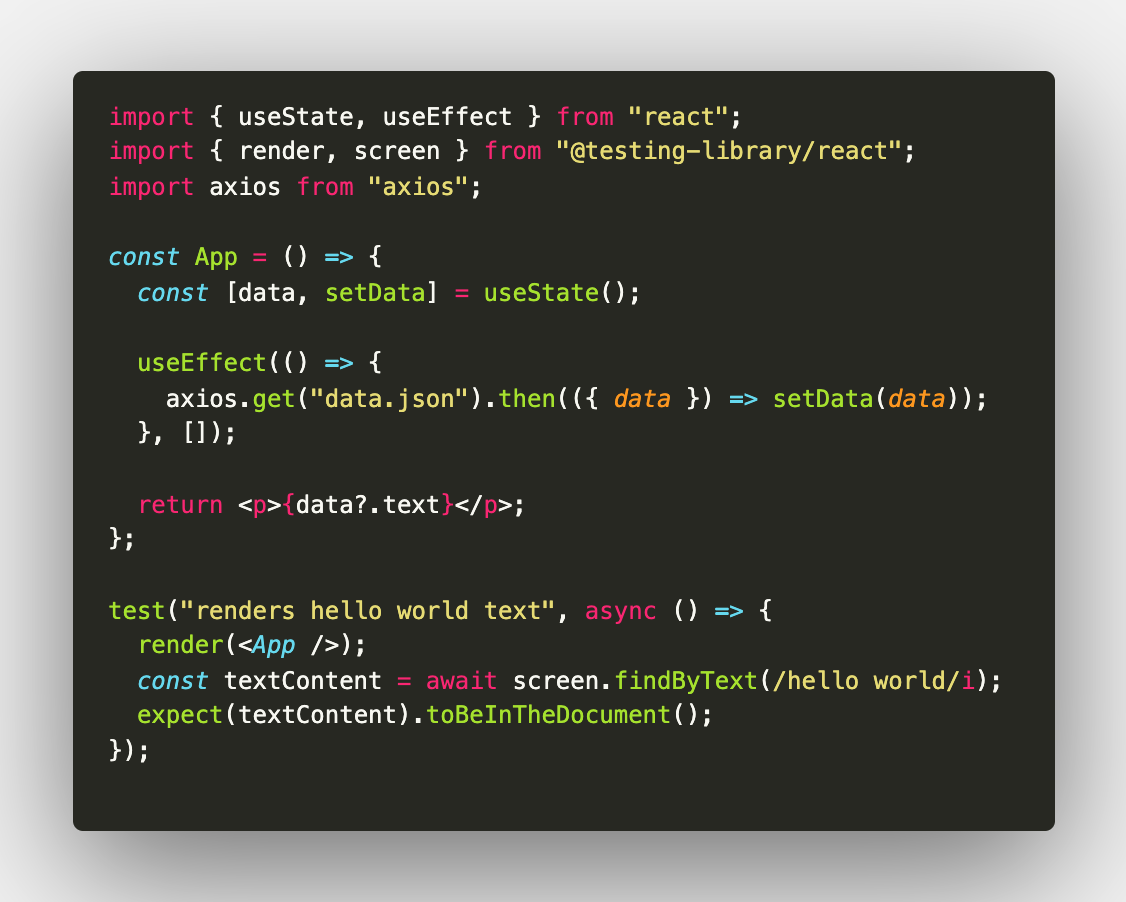 import { useState, useEffect } from "react";
import { render, screen } from "@testing-library/react";
import axios from "axios";
const App = () => {
const [data, setData] = useState();
useEffect(() => {
axios.get("data.json").then(({ data }) => setData(data));
}, []);
return <p>{data?.text}</p>;
};
test("renders hello world text", async () => {
render(<App />);
const textContent = await screen.findByText(/hello world/i);
expect(textContent).toBeInTheDocument();
});